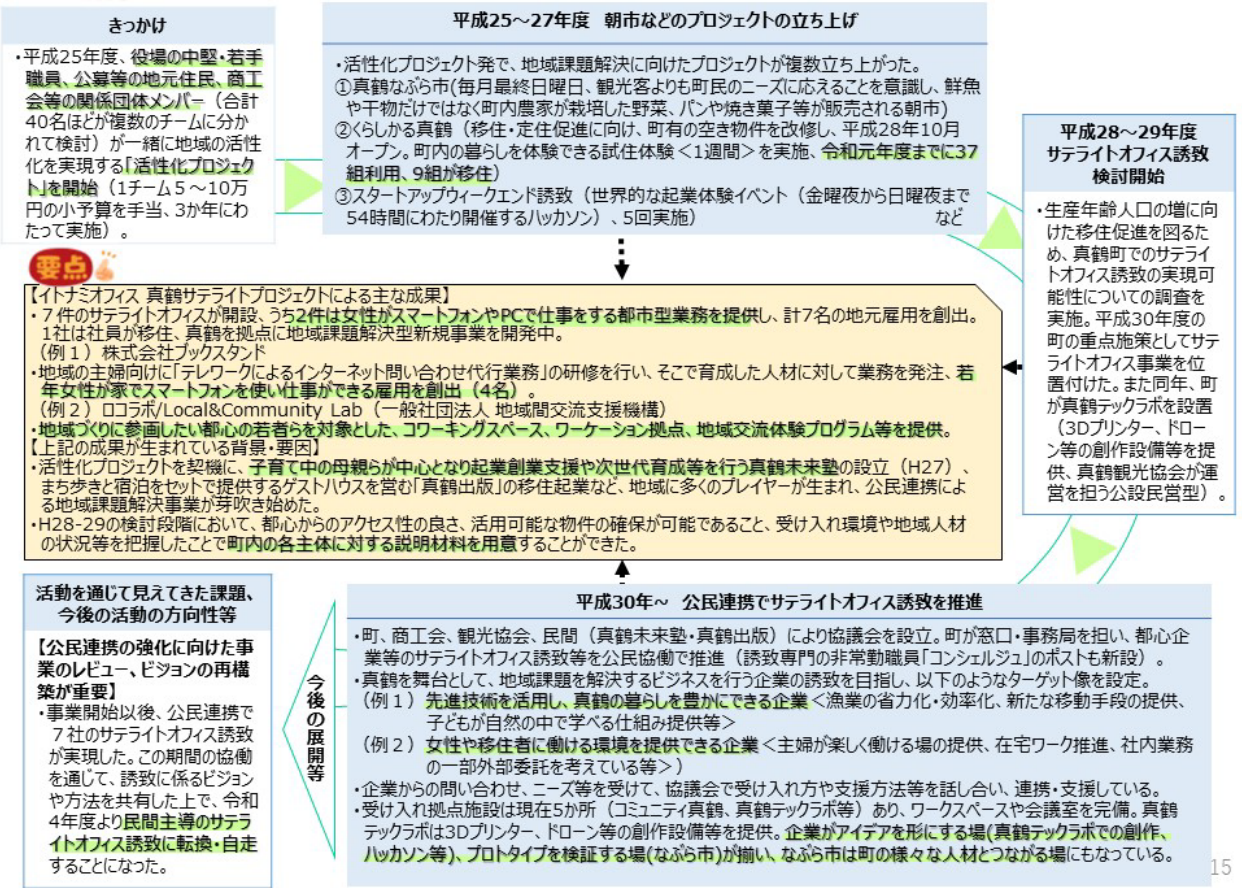 きっかけ
・平成25年度、役場の中堅・若手
職員、公募等の地元住民、商工
会等の関係団体メンバー（合計
40名ほどが複数のチームに分か
れて検討）が一緒に地域の活性
化を実現する「活性化プロジェク
ト」を開始（1チーム５～10万
円の小予算を手当、3か年にわ
たって実施）。
平成25～27年度　朝市などのプロジェクトの立ち上げ
・活性化プロジェクト発で、地域課題解決に向けたプロジェクトが複数立ち上がった。
①真鶴なぶら市(毎月最終日曜日、観光客よりも町民のニーズに応えることを意識し、鮮魚
や干物だけではなく町内農家が栽培した野菜、パンや焼き菓子等が販売される朝市)
②くらしかる真鶴（移住・定住促進に向け、町有の空き物件を改修し、平成28年10月
オープン。町内の暮らしを体験できる試住体験＜1週間＞を実施、令和元年度までに37
組利用、9組が移住）
③スタートアップウィークエンド誘致（世界的な起業体験イベント（金曜夜から日曜夜まで
54時間にわたり開催するハッカソン）、5回実施）　など
平成28～29年度
サテライトオフィス誘致
検討開始
・生産年齢人口の増に向
けた移住促進を図るた
め、真鶴町でのサテライ
トオフィス誘致の実現可
能性についての調査を
実施。平成30年度の
町の重点施策としてサテ
ライトオフィス事業を位
置付けた。また同年、町
が真鶴テックラボを設置
（3Dプリンター、ドロー
ン等の創作設備等を提
供、真鶴観光協会が運
営を担う公設民営型）。
要点
【イトナミオフィス 真鶴サテライトプロジェクトによる主な成果】
・７件のサテライトオフィスが開設、うち2件は女性がスマートフォンやPCで仕事をする都市型業務を提供し、計7名の地元雇用を創出。
1社は社員が移住、真鶴を拠点に地域課題解決型新規事業を開発中。
（例１）株式会社ブックスタンド
・地域の主婦向けに「テレワークによるインターネット問い合わせ代行業務」の研修を行い、そこで育成した人材に対して業務を発注、若
年女性が家でスマートフォンを使い仕事ができる雇用を創出（4名）。
（例２）ロコラボ/Local&Community Lab（一般社団法人 地域間交流支援機構）
・地域づくりに参画したい都心の若者らを対象とした、コワーキングスペース、ワーケーション拠点、地域交流体験プログラム等を提供。
【上記の成果が生まれている背景・要因】
・活性化プロジェクトを契機に、子育て中の母親らが中心となり起業創業支援や次世代育成等を行う真鶴未来塾の設立（H27）、
まち歩きと宿泊をセットで提供するゲストハウスを営む「真鶴出版」の移住起業など、地域に多くのプレイヤーが生まれ、公民連携によ
る地域課題解決事業が芽吹き始めた。
・H28-29の検討段階において、都心からのアクセス性の良さ、活用可能な物件の確保が可能であること、受け入れ環境や地域人材
の状況等を把握したことで町内の各主体に対する説明材料を用意することができた。
平成30年～　公民連携でサテライトオフィス誘致を推進
・町、商工会、観光協会、民間（真鶴未来塾・真鶴出版）により協議会を設立。町が窓口・事務局を担い、都心企
業等のサテライトオフィス誘致等を公民協働で推進（誘致専門の非常勤職員「コンシェルジュ」のポストも新設）。
・真鶴を舞台として、地域課題を解決するビジネスを行う企業の誘致を目指し、以下のようなターゲット像を設定。
（例１）先進技術を活用し、真鶴の暮らしを豊かにできる企業＜漁業の省力化・効率化、新たな移動手段の提供、
子どもが自然の中で学べる仕組み提供等＞
（例２）女性や移住者に働ける環境を提供できる企業＜主婦が楽しく働ける場の提供、在宅ワーク推進、社内業務
の一部外部委託を考えている等＞）
・企業からの問い合わせ、ニーズ等を受けて、協議会で受け入れ方や支援方法等を話し合い、連携・支援している。
・受け入れ拠点施設は現在5か所（コミュニティ真鶴、真鶴テックラボ等）あり、ワークスペースや会議室を完備。真鶴
テックラボは3Dプリンター、ドローン等の創作設備等を提供。企業がアイデアを形にする場(真鶴テックラボでの創作、
ハッカソン等)、プロトタイプを検証する場(なぶら市)が揃い、なぶら市は町の様々な人材とつながる場にもなっている。
今後の展開等
活動を通じて見えてきた課題、
今後の活動の方向性等
【公民連携の強化に向けた事
業のレビュー、ビジョンの再構
築が重要】
・事業開始以後、公民連携で
７社のサテライトオフィス誘致
が実現した。この期間の協働
を通じて、誘致に係るビジョン
や方法を共有した上で、令和
4年度より民間主導のサテラ
イトオフィス誘致に転換・自走
することになった。
15